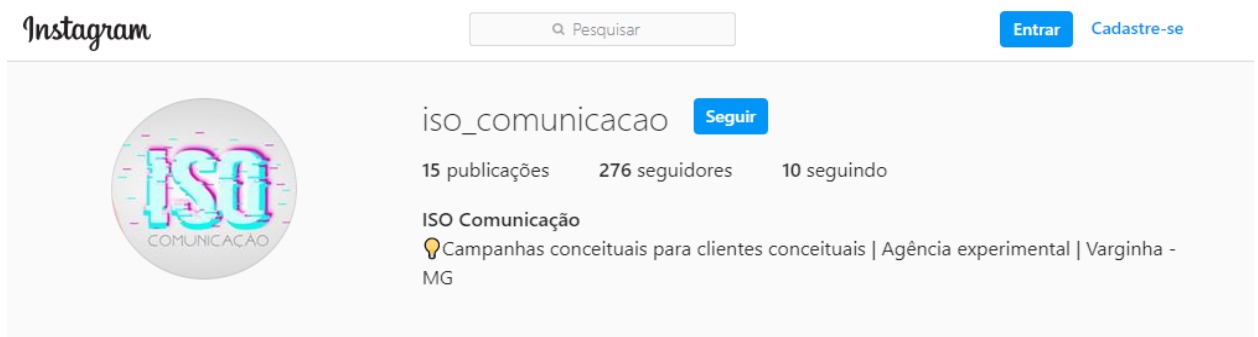 Instagram
Pesquisar
Entrar
Cadastre-se
ISO
COMUNICAÇÃO
iso_comunicacao
Seguir
15 publicações
276 seguidores
10 seguindo
ISO Comunicação
💡Campanhas conceituais para clientes conceituais | Agência experimental | Varginha -
MG